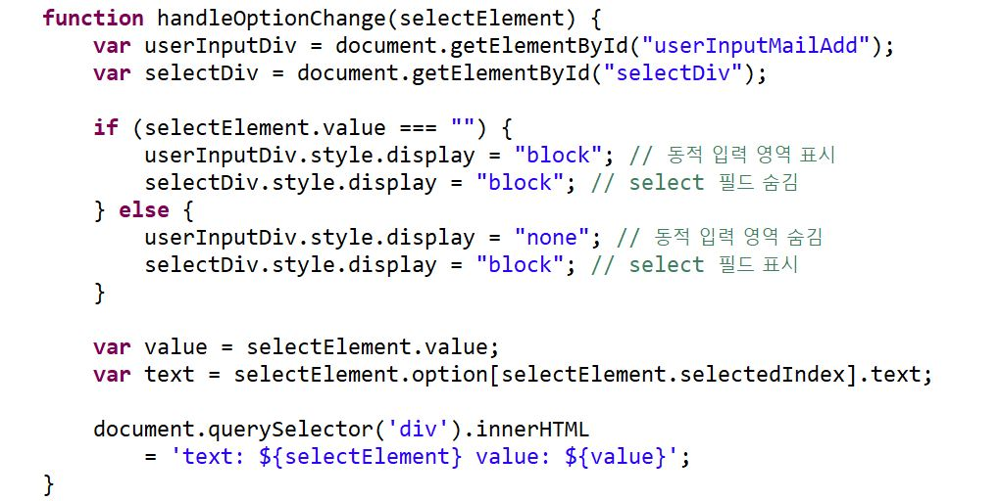 function handleOptionChange(selectElement) {
    var userInputDiv = document.getElementById("userInputMailAdd");
    var selectDiv = document.getElementById("selectDiv");

    if (selectElement.value === "") {
        userInputDiv.style.display = "block"; // 동적 입력 영역 표시
        selectDiv.style.display = "block"; // select 필드 숨김
    } else {
        userInputDiv.style.display = "none"; // 동적 입력 영역 숨김
        selectDiv.style.display = "block"; // select 필드 표시
    }

    var value = selectElement.value;
    var text = selectElement.option[selectElement.selectedIndex].text;

    document.querySelector('div').innerHTML
        = 'text: ${selectElement} value: ${value}';
}